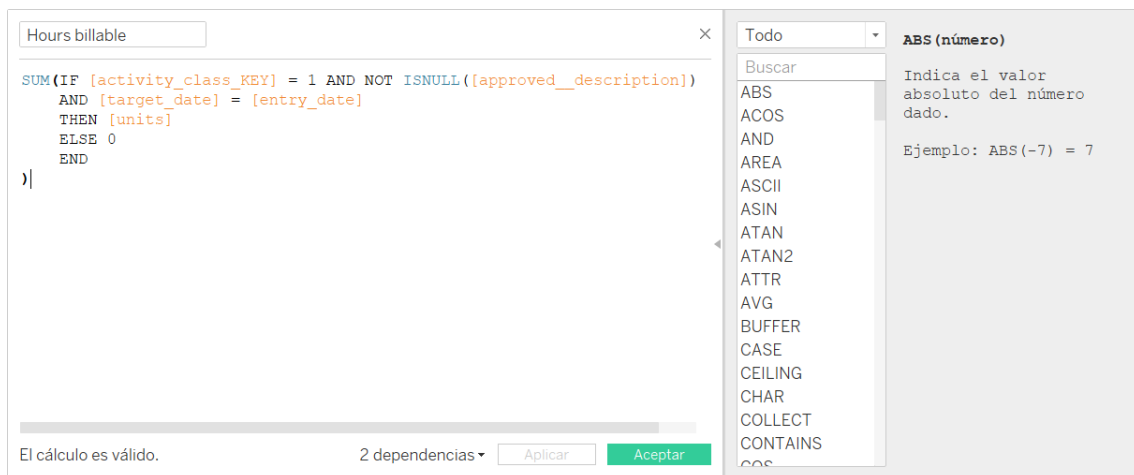 Hours billable
SUM(IF [activity_class_KEY] = 1 AND NOT ISNULL([approved__description])
AND [target_date] = [entry_date]
THEN [units]
ELSE 0
END
)
El cálculo es válido.
2 dependencias
Aplicar
Aceptar
Todo
Buscar
ABS
ACOS
AND
AREA
ASCII
ASIN
ATAN
ATAN2
ATTR
AVG
BUFFER
CASE
CEILING
CHAR
COLLECT
CONTAINS
COS
ABS(número)
Indica el valor
absoluto del número
dado.
Ejemplo: ABS(-7) = 7